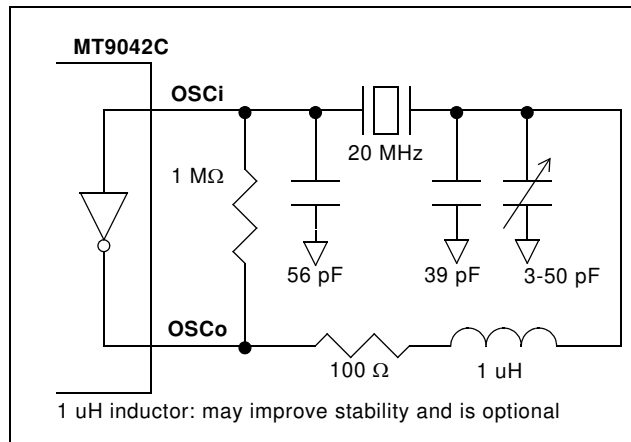 MT9042C
OSCi
20 MHz
1 MΩ
56 pF
39 pF
3-50 pF
OSCo
100 Ω
1 uH
1 uH inductor: may improve stability and is optional